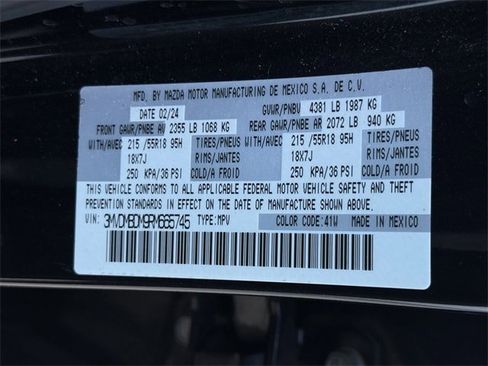 MFD. BY MAZDA MOTOR MANUFACTURING DE MEXICO S.A. DE C.V.
DATE 02/24 GVWR/PNBV 4381 LB 1987 KG
FRONT GAWR/PNBE AV 2355 LB 1068 KG REAR GAWR/PNBE AR 2072 LB 940 KG
WITH/AVEC 215 /55R18 95H TIRES/PNEUS WITH/AVEC 215 /55R18 95H TIRES/PNEUS
18X7J RIMS/JANTES 18X7J RIMS/JANTES
250 KPA/36 PSI COLD/A FROID 250 KPA/36 PSI COLD/A FROID
THIS VEHICLE CONFORMS TO ALL APPLICABLE FEDERAL MOTOR VEHICLE SAFETY AND THEFT
PREVENTION STANDARDS IN EFFECT ON THE DATE OF MANUFACTURE SHOWN ABOVE.
VIN: 3MVDMBDM9RM665745 TYPE:MPV COLOR CODE:41W MADE IN MEXICO